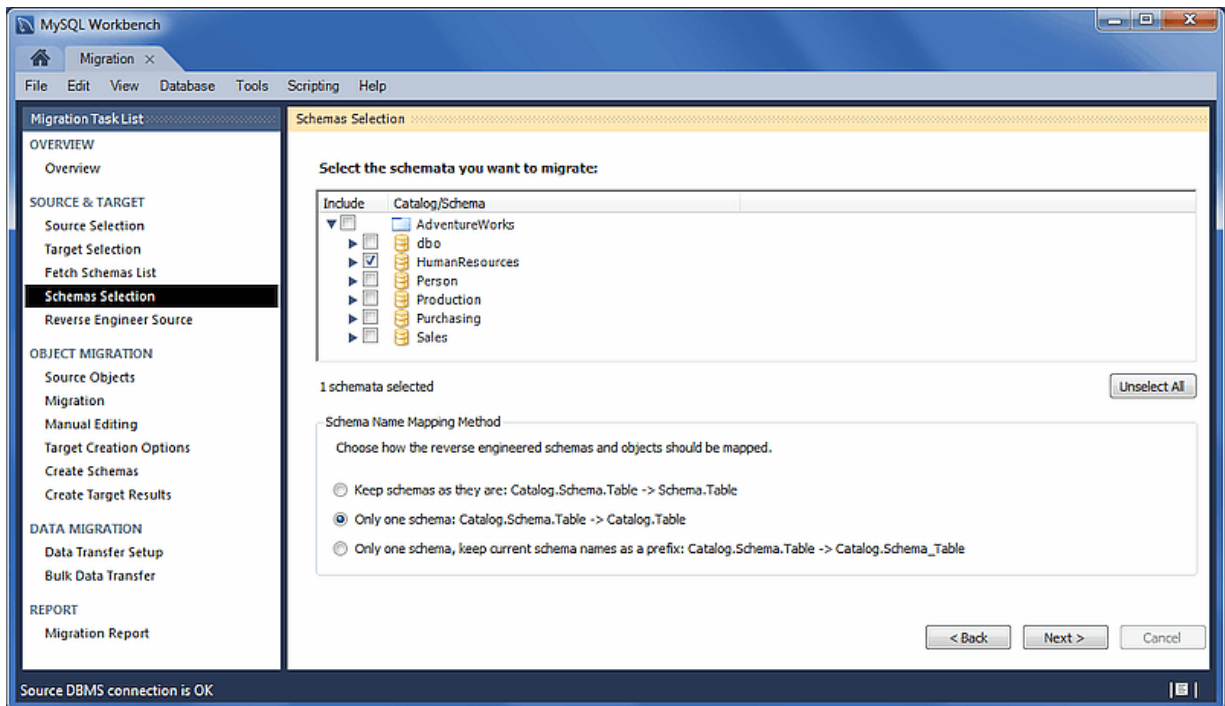 MySQL Workbench
Migration
File Edit View Database Tools Scripting Help
Migration Task List
OVERVIEW
Overview
SOURCE & TARGET
Source Selection
Target Selection
Fetch Schemas List
Schemas Selection
Reverse Engineer Source
OBJECT MIGRATION
Source Objects
Migration
Manual Editing
Target Creation Options
Create Schemas
Create Target Results
DATA MIGRATION
Data Transfer Setup
Bulk Data Transfer
REPORT
Migration Report
Schemas Selection
Select the schemata you want to migrate:
Include Catalog/Schema
AdventureWorks
dbo
HumanResources
Person
Production
Purchasing
Sales
1 schemata selected
Unselect All
Schema Name Mapping Method
Choose how the reverse engineered schemas and objects should be mapped.
Keep schemas as they are: Catalog.Schema.Table -> Schema.Table
Only one schema: Catalog.Schema.Table -> Catalog.Table
Only one schema, keep current schema names as a prefix: Catalog.Schema.Table -> Catalog.Schema_Table
< Back Next > Cancel
Source DBMS connection is OK